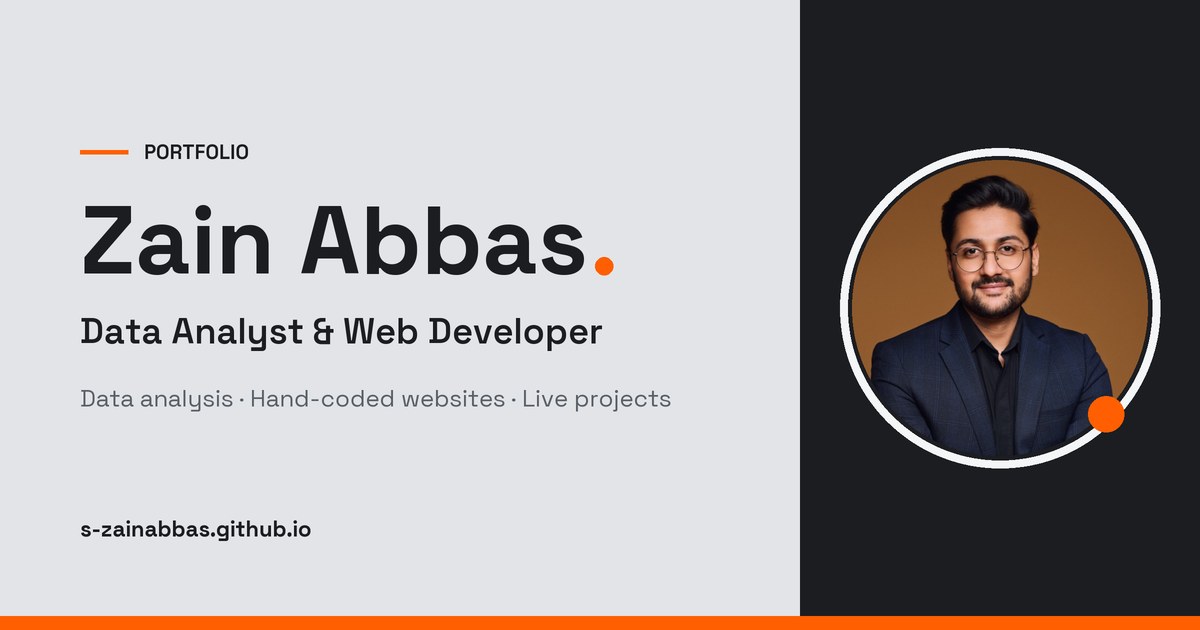 PORTFOLIO
Zain Abbas.
Data Analyst & Web Developer
Data analysis · Hand-coded websites · Live projects
s-zainabbas.github.io